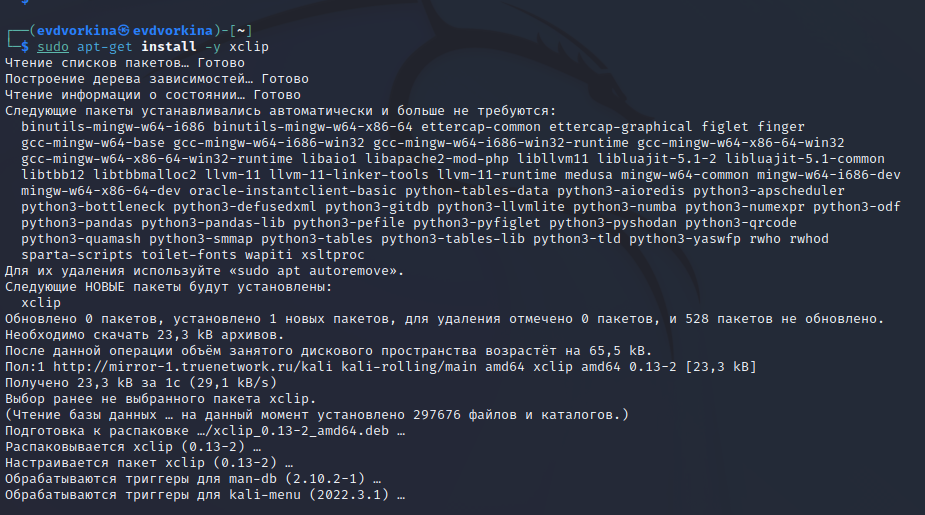 ┌──(evdvorkina㉿evdvorkina)-[~]
└─$ sudo apt-get install -y xclip
Чтение списков пакетов… Готово
Построение дерева зависимостей… Готово
Чтение информации о состоянии… Готово
Следующие пакеты устанавливались автоматически и больше не требуются:
  binutils-mingw-w64-i686 binutils-mingw-w64-x86-64 ettercap-common ettercap-graphical figlet finger
  gcc-mingw-w64-base gcc-mingw-w64-i686-win32 gcc-mingw-w64-i686-win32-runtime gcc-mingw-w64-x86-64-win32
  gcc-mingw-w64-x86-64-win32-runtime libaio1 libapache2-mod-php libllvm11 libluajit-5.1-2 libluajit-5.1-common
  libtbb12 libtbbmalloc2 llvm-11 llvm-11-linker-tools llvm-11-runtime medusa mingw-w64-common mingw-w64-i686-dev
  mingw-w64-x86-64-dev oracle-instantclient-basic python-tables-data python3-aioredis python3-apscheduler
  python3-bottleneck python3-defusedxml python3-gitdb python3-llvmlite python3-numba python3-numexpr python3-odf
  python3-pandas python3-pandas-lib python3-pefile python3-pyfiglet python3-pyshodan python3-qrcode
  python3-quamash python3-smmap python3-tables python3-tables-lib python3-tld python3-yaswfp rwho rwhod
  sparta-scripts toilet-fonts wapiti xsltproc
Для их удаления используйте «sudo apt autoremove».
Следующие НОВЫЕ пакеты будут установлены:
  xclip
Обновлено 0 пакетов, установлено 1 новых пакетов, для удаления отмечено 0 пакетов, и 528 пакетов не обновлено.
Необходимо скачать 23,3 kB архивов.
После данной операции объём занятого дискового пространства возрастёт на 65,5 kB.
Пол:1 http://mirror-1.truenetwork.ru/kali kali-rolling/main amd64 xclip amd64 0.13-2 [23,3 kB]
Получено 23,3 kB за 1с (29,1 kB/s)
Выбор ранее не выбранного пакета xclip.
(Чтение базы данных … на данный момент установлено 297676 файлов и каталогов.)
Подготовка к распаковке …/xclip_0.13-2_amd64.deb …
Распаковывается xclip (0.13-2) …
Настраивается пакет xclip (0.13-2) …
Обрабатываются триггеры для man-db (2.10.2-1) …
Обрабатываются триггеры для kali-menu (2022.3.1) …